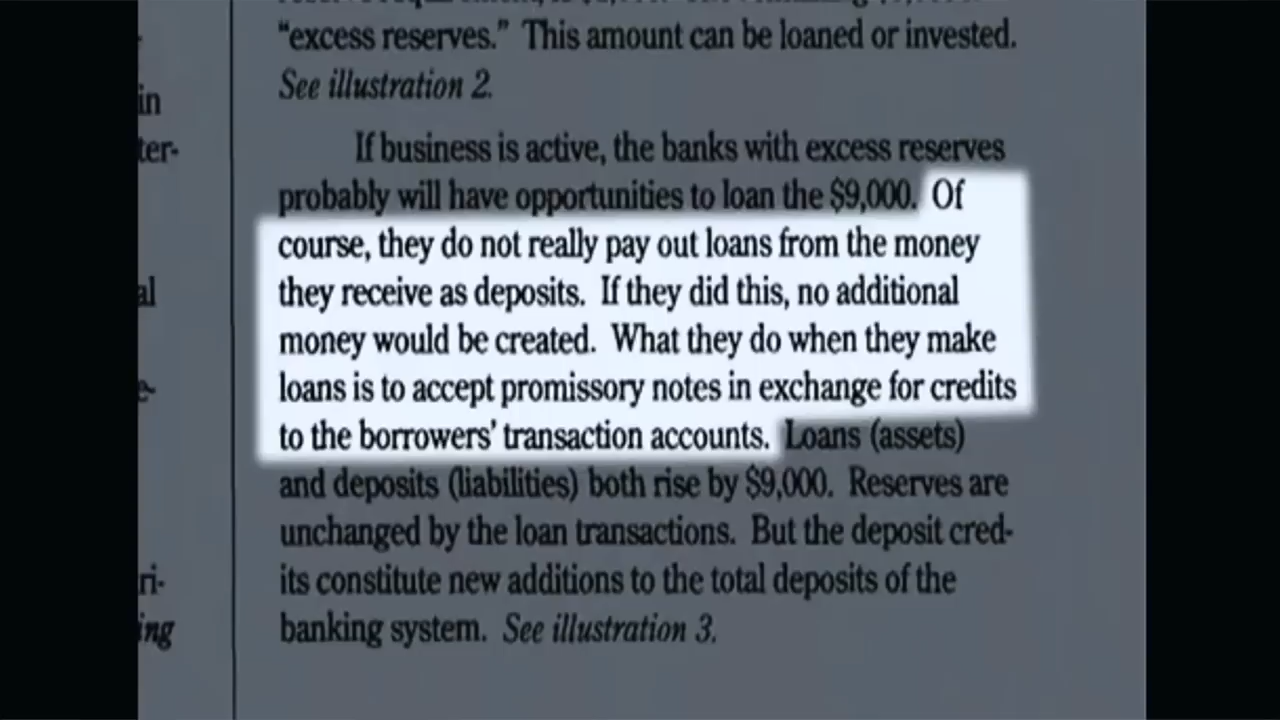 in
ter-
al
e-
ri-
ing
“excess reserves.” This amount can be loaned or invested.
See illustration 2.
If business is active, the banks with excess reserves
probably will have opportunities to loan the $9,000. Of
course, they do not really pay out loans from the money
they receive as deposits. If they did this, no additional
money would be created. What they do when they make
loans is to accept promissory notes in exchange for credits
to the borrowers’ transaction accounts. Loans (assets)
and deposits (liabilities) both rise by $9,000. Reserves are
unchanged by the loan transactions. But the deposit cred-
its constitute new additions to the total deposits of the
banking system. See illustration 3.